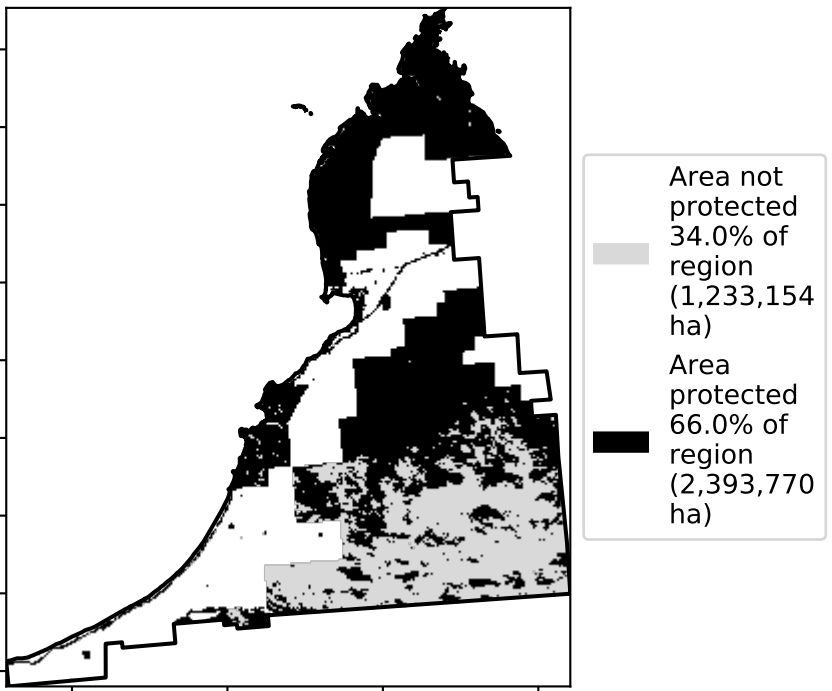 Area not
protected
34.0% of
region
(1,233,154
ha)
Area
protected
66.0% of
region
(2,393,770
ha)